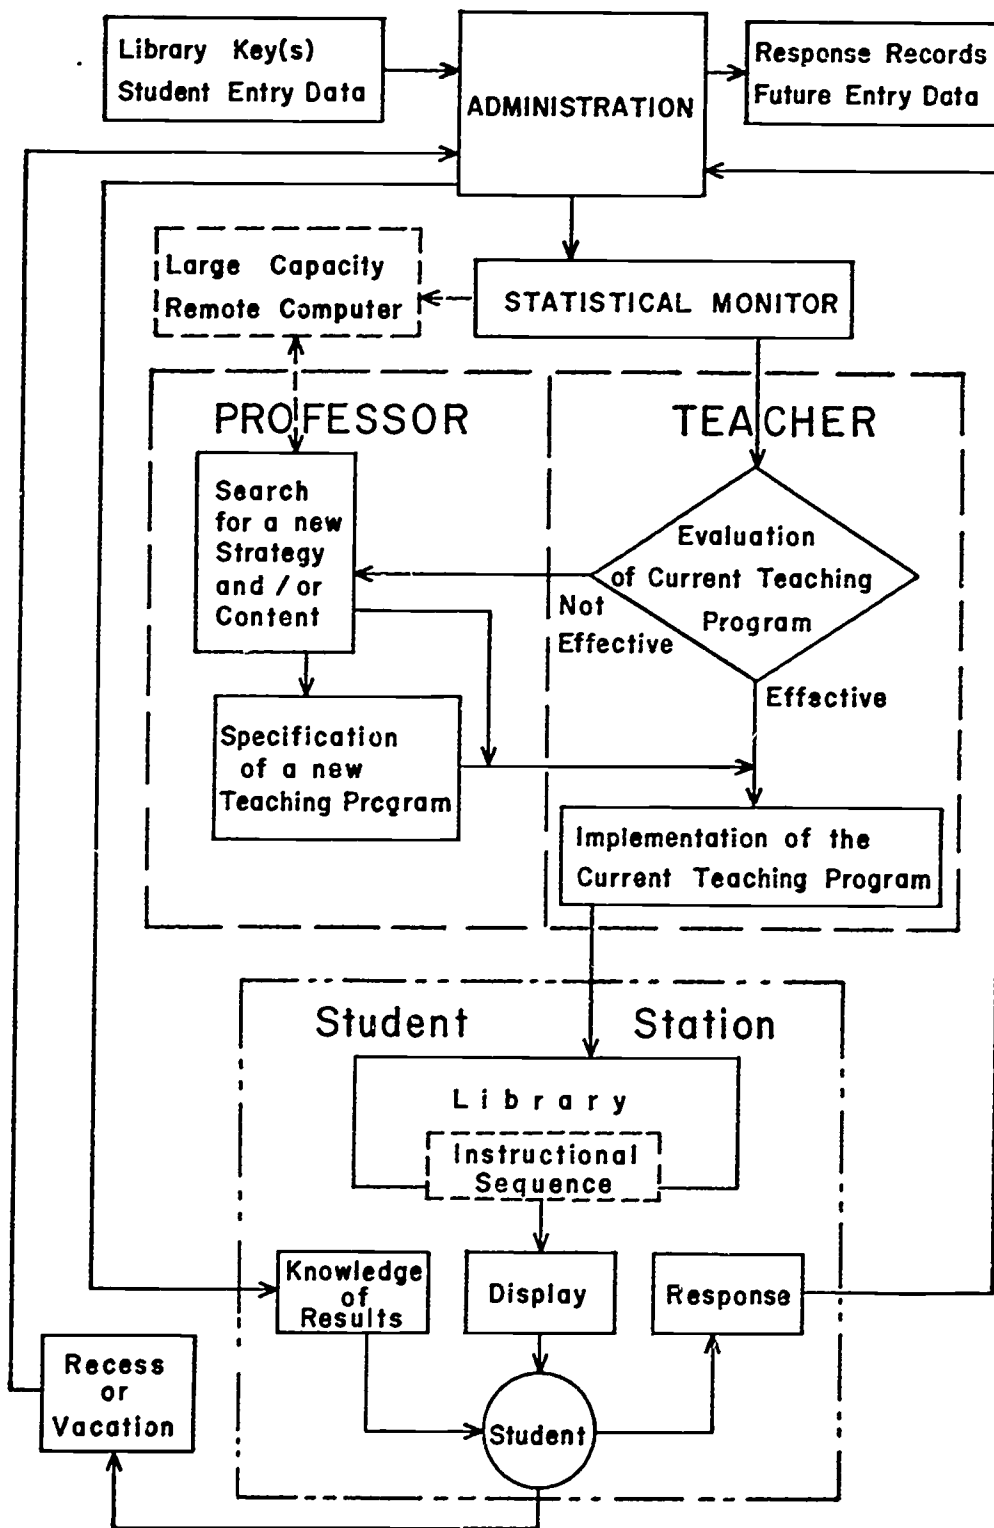 Library Key(s)
Student Entry Data
ADMINISTRATION
Response Records
Future Entry Data
Large Capacity
Remote Computer
STATISTICAL MONITOR
PROFESSOR
TEACHER
Search
for a new
Strategy
and / or
Content
Evaluation
of Current Teaching
Program
Not
Effective
Effective
Specification
of a new
Teaching Program
Implementation of the
Current Teaching Program
Student Station
Library
Instructional
Sequence
Knowledge
of
Results
Display
Response
Recess
or
Vacation
Student